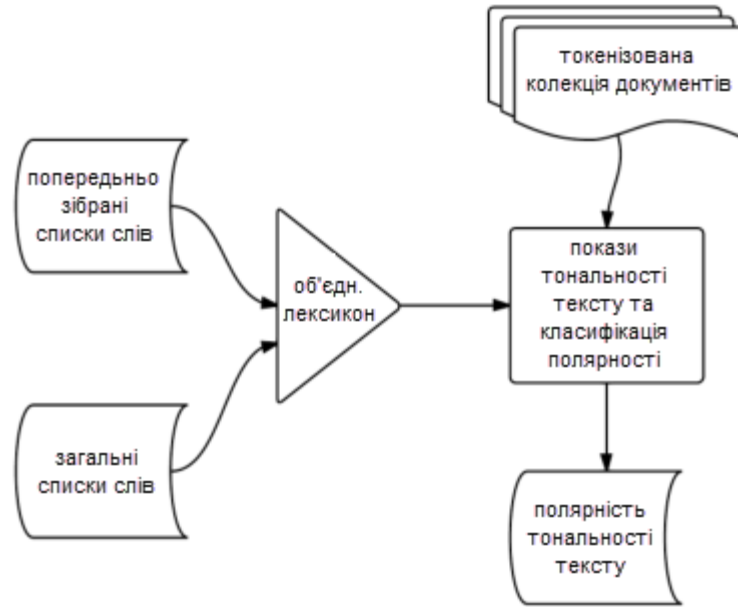 токенізована
колекція документів
попередньо
зібрані
списки слів
об'єдн.
лексикон
покази
тональності
тексту та
класифікація
полярності
загальні
списки слів
полярність
тональності
тексту